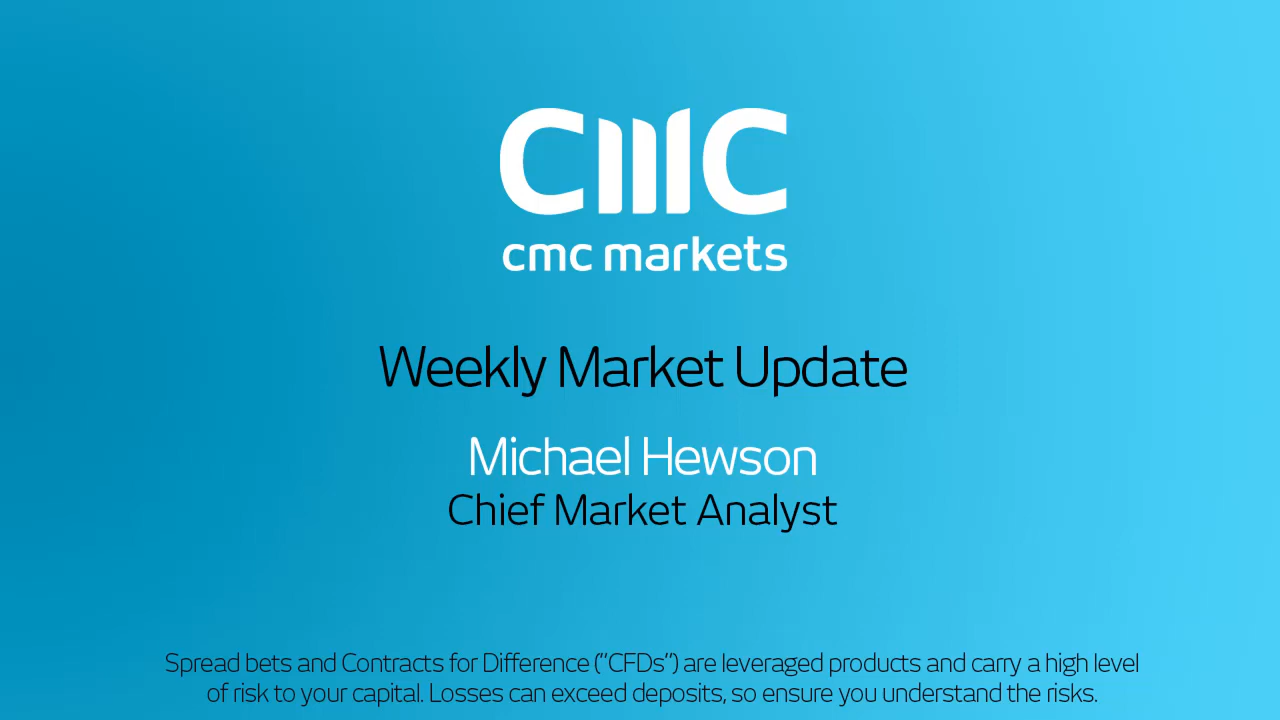 CMC
cmc markets
Weekly Market Update
Michael Hewson
Chief Market Analyst
Spread bets and Contracts for Difference (”CFDs”) are leveraged products and carry a high level
of risk to your capital. Losses can exceed deposits, so ensure you understand the risks.